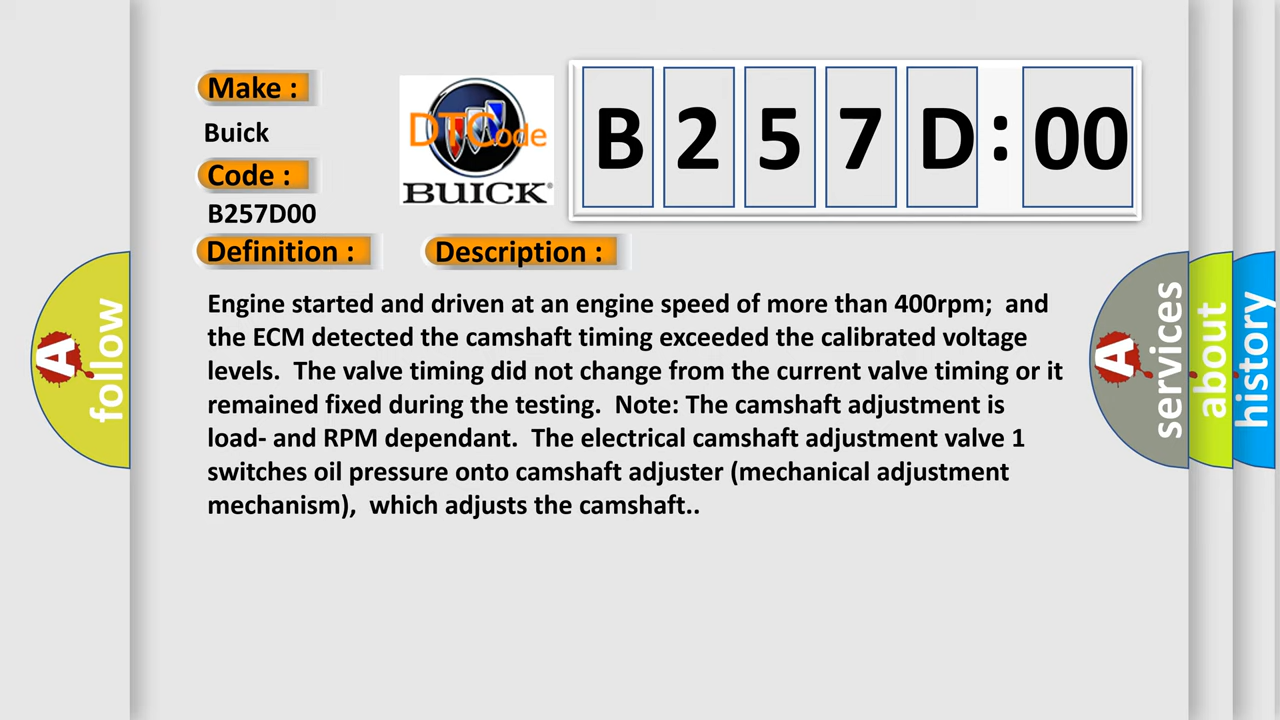 Make :
Buick
Code :
B257D00
DTCode
BUICK®
B257D:00
Definition :
Description :
Engine started and driven at an engine speed of more than 400rpm;  and
the ECM detected the camshaft timing exceeded the calibrated voltage
levels. The valve timing did not change from the current valve timing or it
remained fixed during the testing.  Note: The camshaft adjustment is
load- and RPM dependant.  The electrical camshaft adjustment valve 1
switches oil pressure onto camshaft adjuster (mechanical adjustment
mechanism),  which adjusts the camshaft..
A follow
A services
about
history